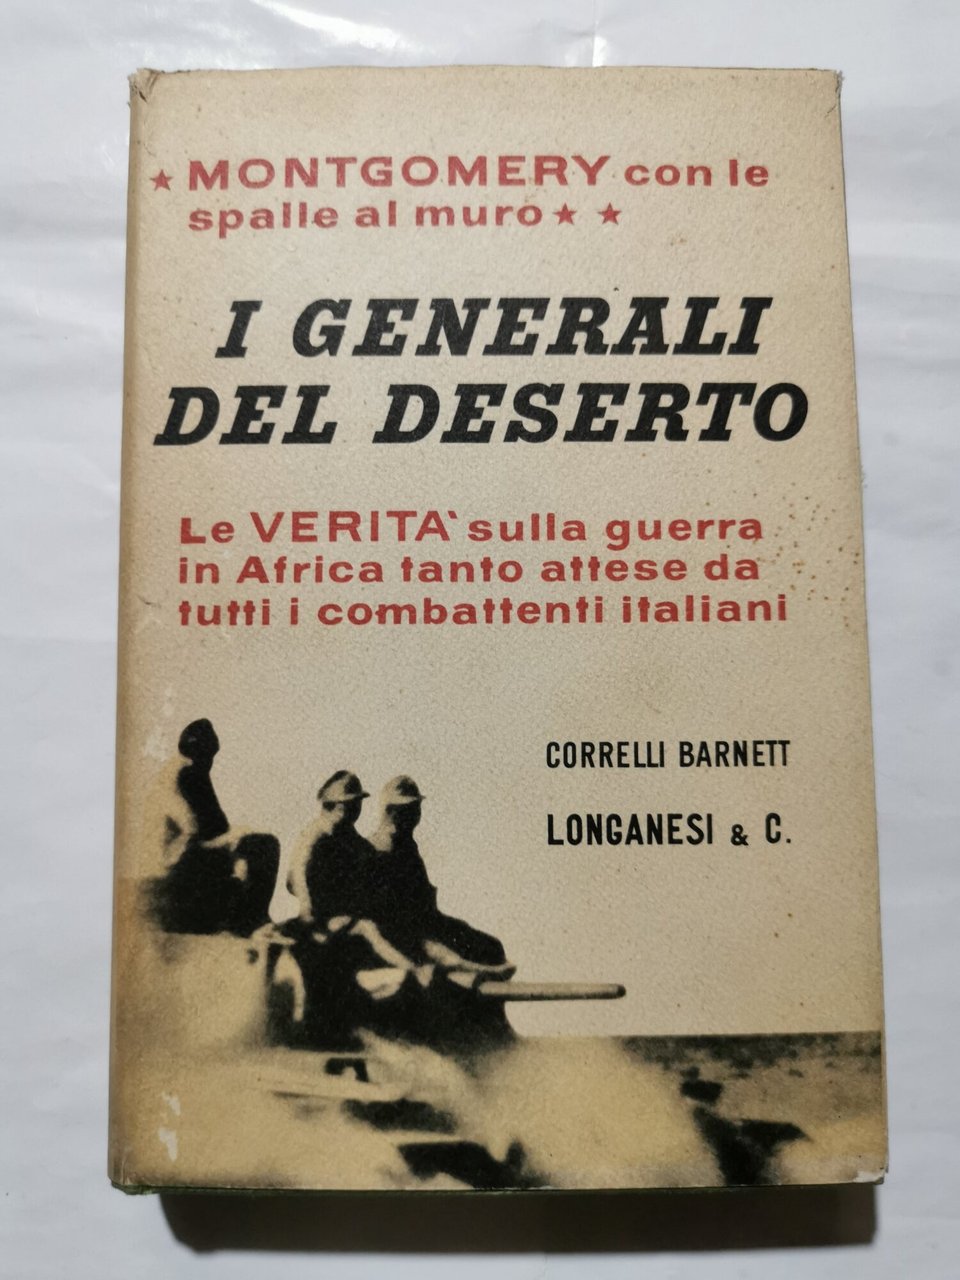 ★ MONTGOMERY con le
spalle al muro ★ ★
I GENERALI
DEL DESERTO
Le VERITA' sulla guerra
in Africa tanto attese da
tutti i combattenti italiani
CORRELLI BARNETT
LONGANESI & C.